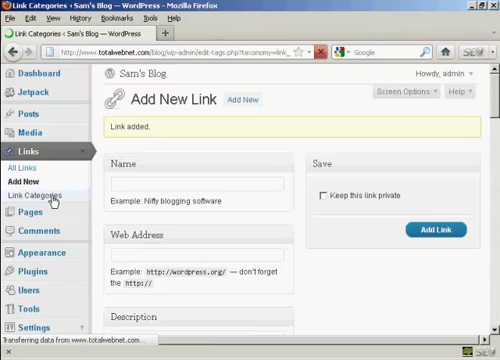 Link Categories ‹ Sam's Blog — WordPress - Mozilla Firefox
File Edit View History Bookmarks Tools Help
Link Categories ‹ Sam's Blog — WordPress
http://www.totalwebnet.com/blog/wp-admin/edit-tags.php?taxonomy=link_
Google
Dashboard
Jetpack
Posts
Media
Links
All Links
Add New
Link Categories
Pages
Comments
Appearance
Plugins
Users
Tools
Settings
Sam's Blog
Howdy, admin
Add New Link
Add New
Screen Options
Help
Link added.
Name
Example: Nifty blogging software
Web Address
Example: http://wordpress.org/ — don't forget
the http://
Description
Save
Keep this link private
Add Link
Transferring data from www.totalwebnet.com...